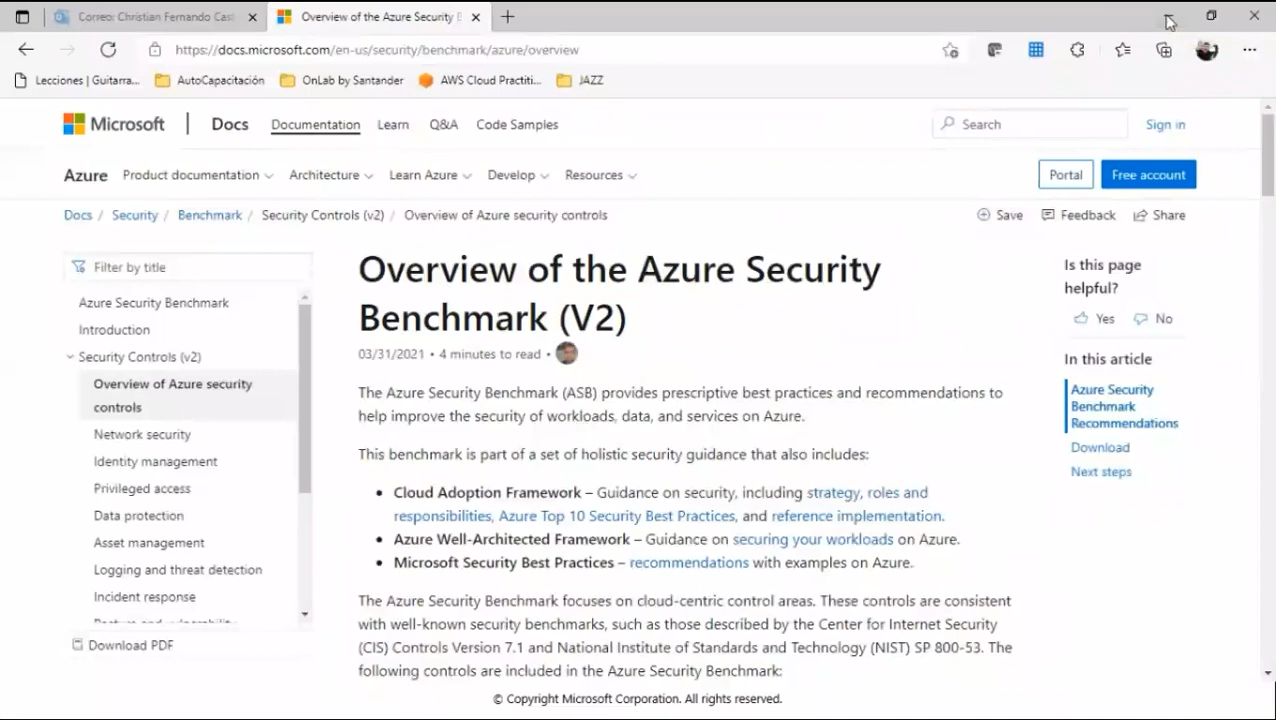 Correo: Christian Fernando Cas
Overview of the Azure Security B
https://docs.microsoft.com/en-us/security/benchmark/azure/overview
Lecciones | Guitarra... AutoCapacitación OnLab by Santander AWS Cloud Practiti... JAZZ
Microsoft Docs Documentation Learn Q&A Code Samples Search Sign in
Azure Product documentation Architecture Learn Azure Develop Resources Portal Free account
Docs / Security / Benchmark / Security Controls (v2) / Overview of Azure security controls Save Feedback Share
Filter by title
Azure Security Benchmark
Introduction
Security Controls (v2)
Overview of Azure security
controls
Network security
Identity management
Privileged access
Data protection
Asset management
Logging and threat detection
Incident response
Download PDF
Overview of the Azure Security
Benchmark (V2)
03/31/2021 • 4 minutes to read •
The Azure Security Benchmark (ASB) provides prescriptive best practices and recommendations to
help improve the security of workloads, data, and services on Azure.
This benchmark is part of a set of holistic security guidance that also includes:
• Cloud Adoption Framework – Guidance on security, including strategy, roles and
responsibilities, Azure Top 10 Security Best Practices, and reference implementation.
• Azure Well-Architected Framework – Guidance on securing your workloads on Azure.
• Microsoft Security Best Practices – recommendations with examples on Azure.
The Azure Security Benchmark focuses on cloud-centric control areas. These controls are consistent
with well-known security benchmarks, such as those described by the Center for Internet Security
(CIS) Controls Version 7.1 and National Institute of Standards and Technology (NIST) SP 800-53. The
following controls are included in the Azure Security Benchmark:
Is this page
helpful?
Yes No
In this article
Azure Security
Benchmark
Recommendations
Download
Next steps
© Copyright Microsoft Corporation. All rights reserved.